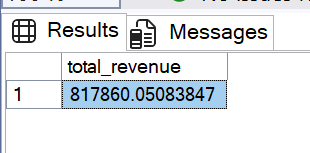 Results Messages
total_revenue
1 817860.05083847